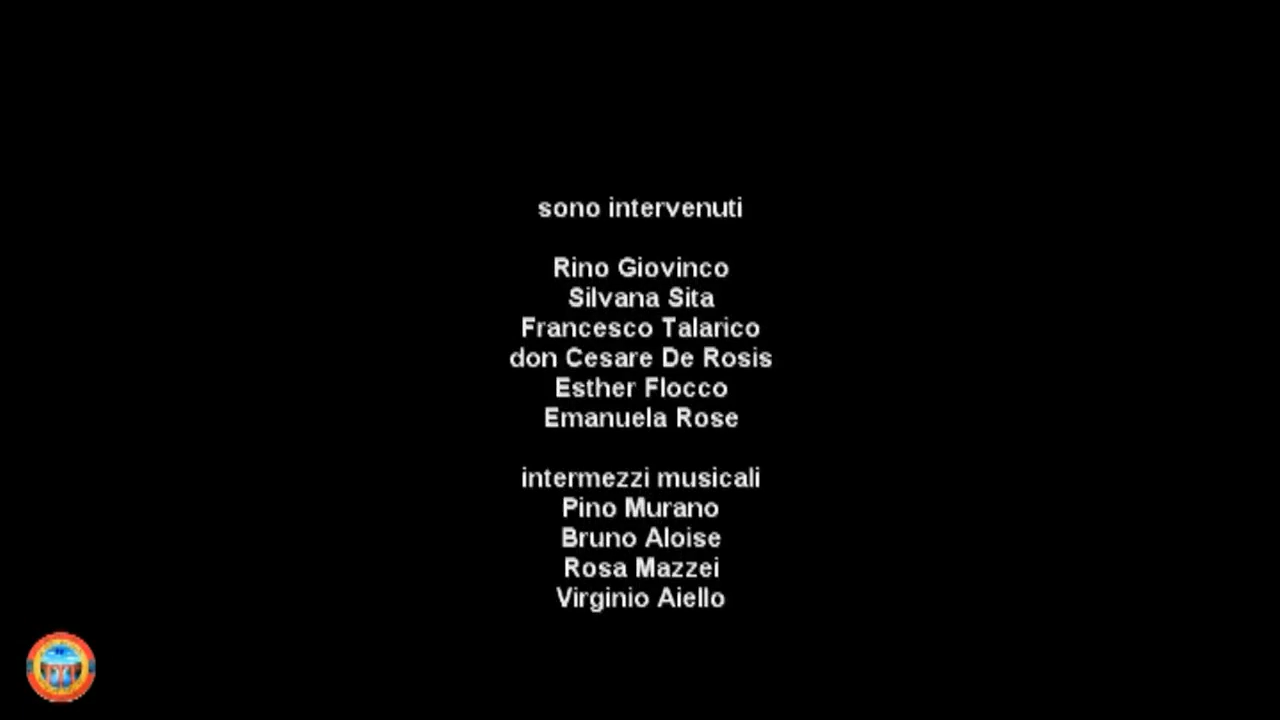 sono intervenuti
Rino Giovinco
Silvana Sita
Francesco Talarico
don Cesare De Rosis
Esther Flocco
Emanuela Rose
intermezzi musicali
Pino Murano
Bruno Aloise
Rosa Mazzei
Virginio Aiello